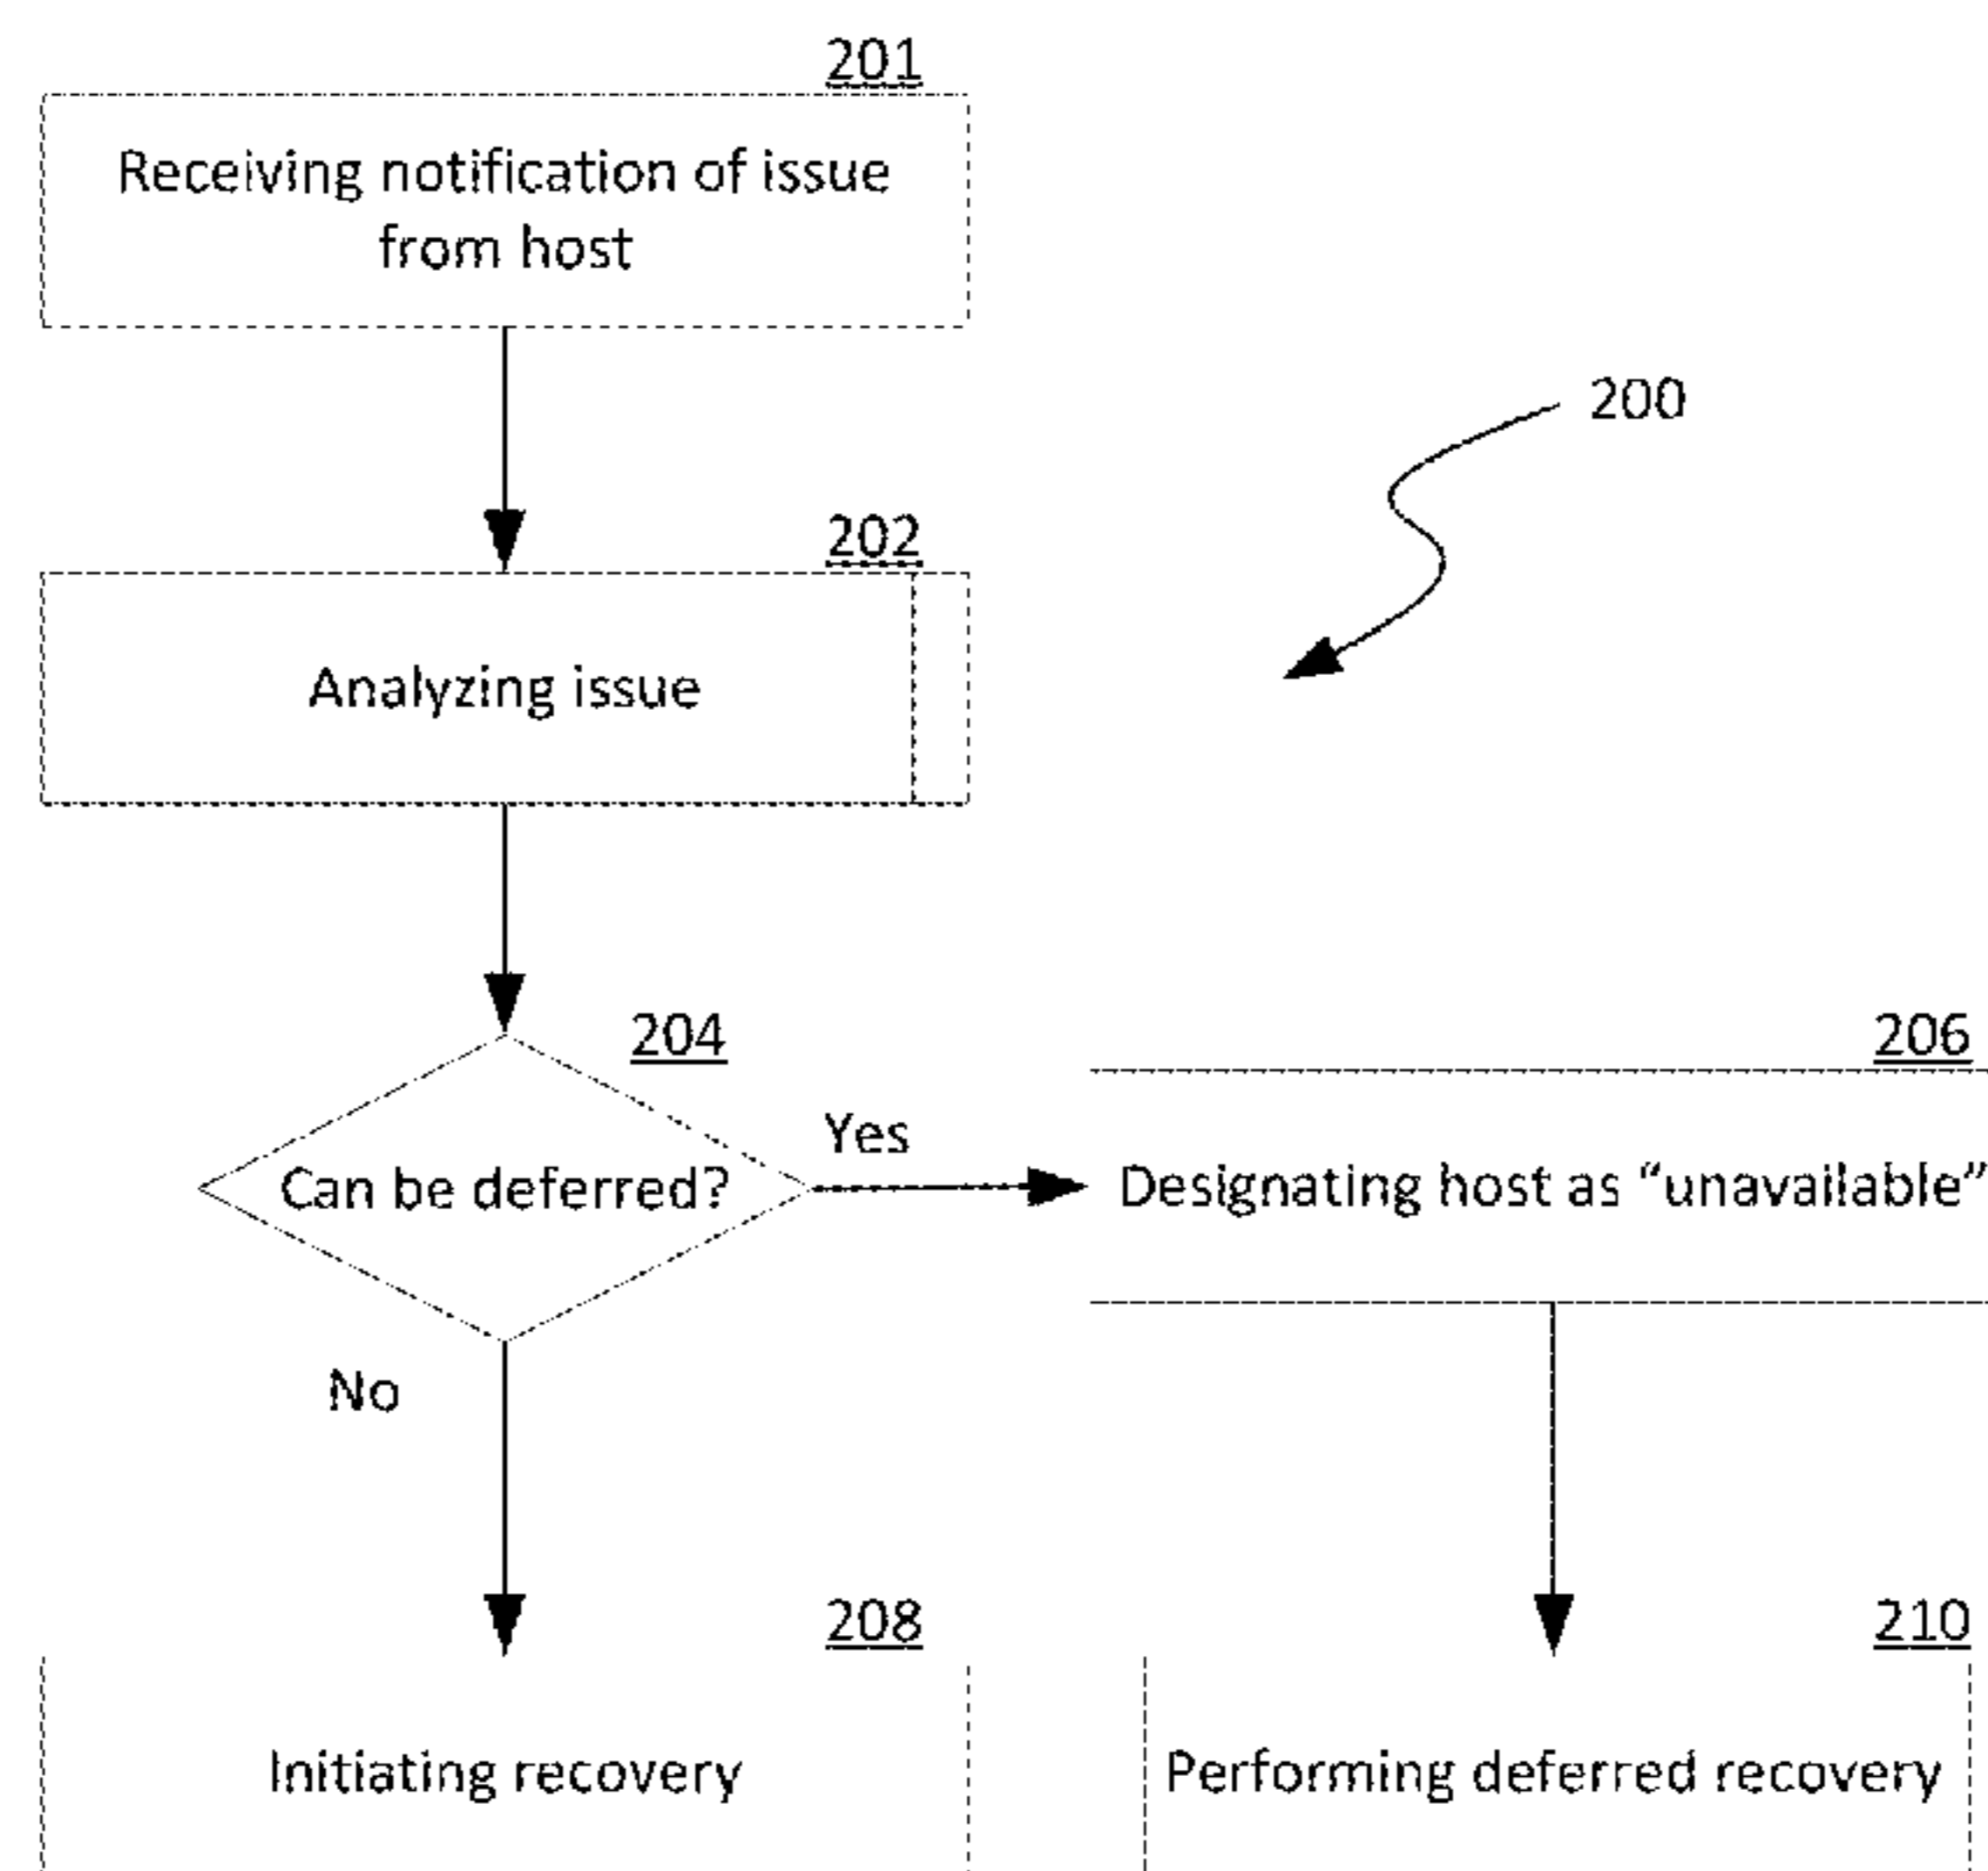 201
Receiving notification of issue
from host
200
202
Analyzing issue
204
206
Yes
Can be deferred?
Designating host as “unavailable”
No
208
210
Initiating recovery
Performing deferred recovery